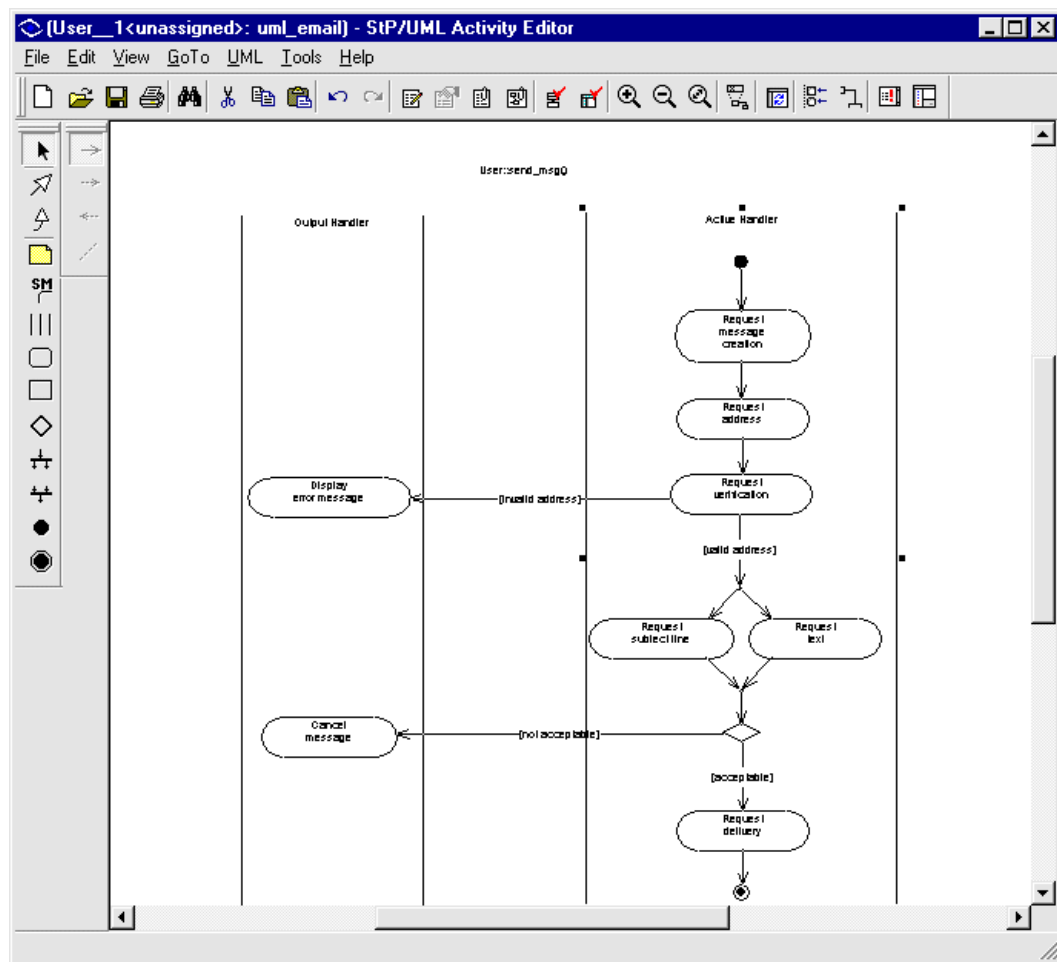 (User__1<unassigned>: uml_email) - StP/UML Activity Editor
File Edit View GoTo UML Tools Help
SM
User::send_msg()
Output Handler
Active Handler
Request
message
creation
Request
address
Display
error message
[invalid address]
Request
verification
[valid address]
Request
subject line
Request
text
Cancel
message
[not acceptable]
[acceptable]
Request
delivery